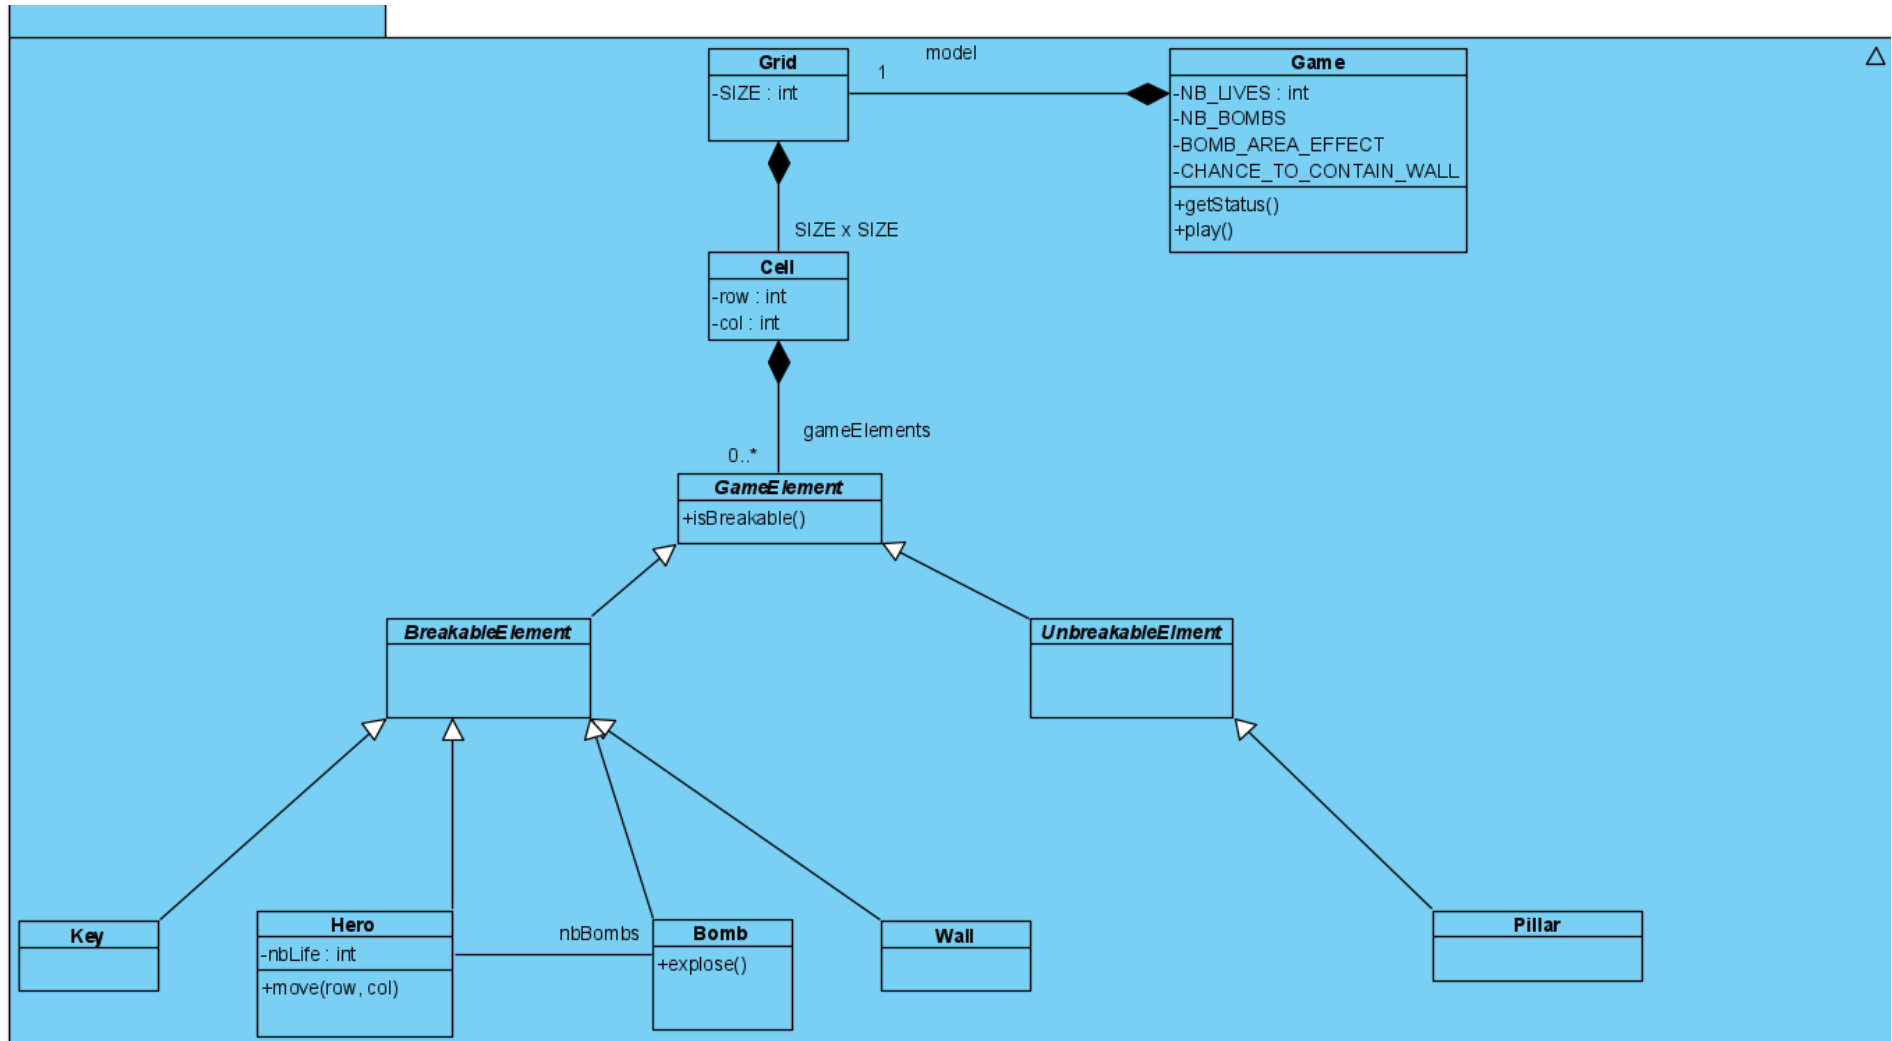 Grid
-SIZE : int
1
model
Game
-NB_LIVES : int
-NB_BOMBS
-BOMB_AREA_EFFECT
-CHANCE_TO_CONTAIN_WALL
+getStatus()
+play()
SIZE x SIZE
Cell
-row : int
-col : int
gameElements
0..*
GameElement
+isBreakable()
BreakableElement
UnbreakableElment
Key
Hero
-nbLife : int
+move(row, col)
nbBombs
Bomb
+explose()
Wall
Pillar